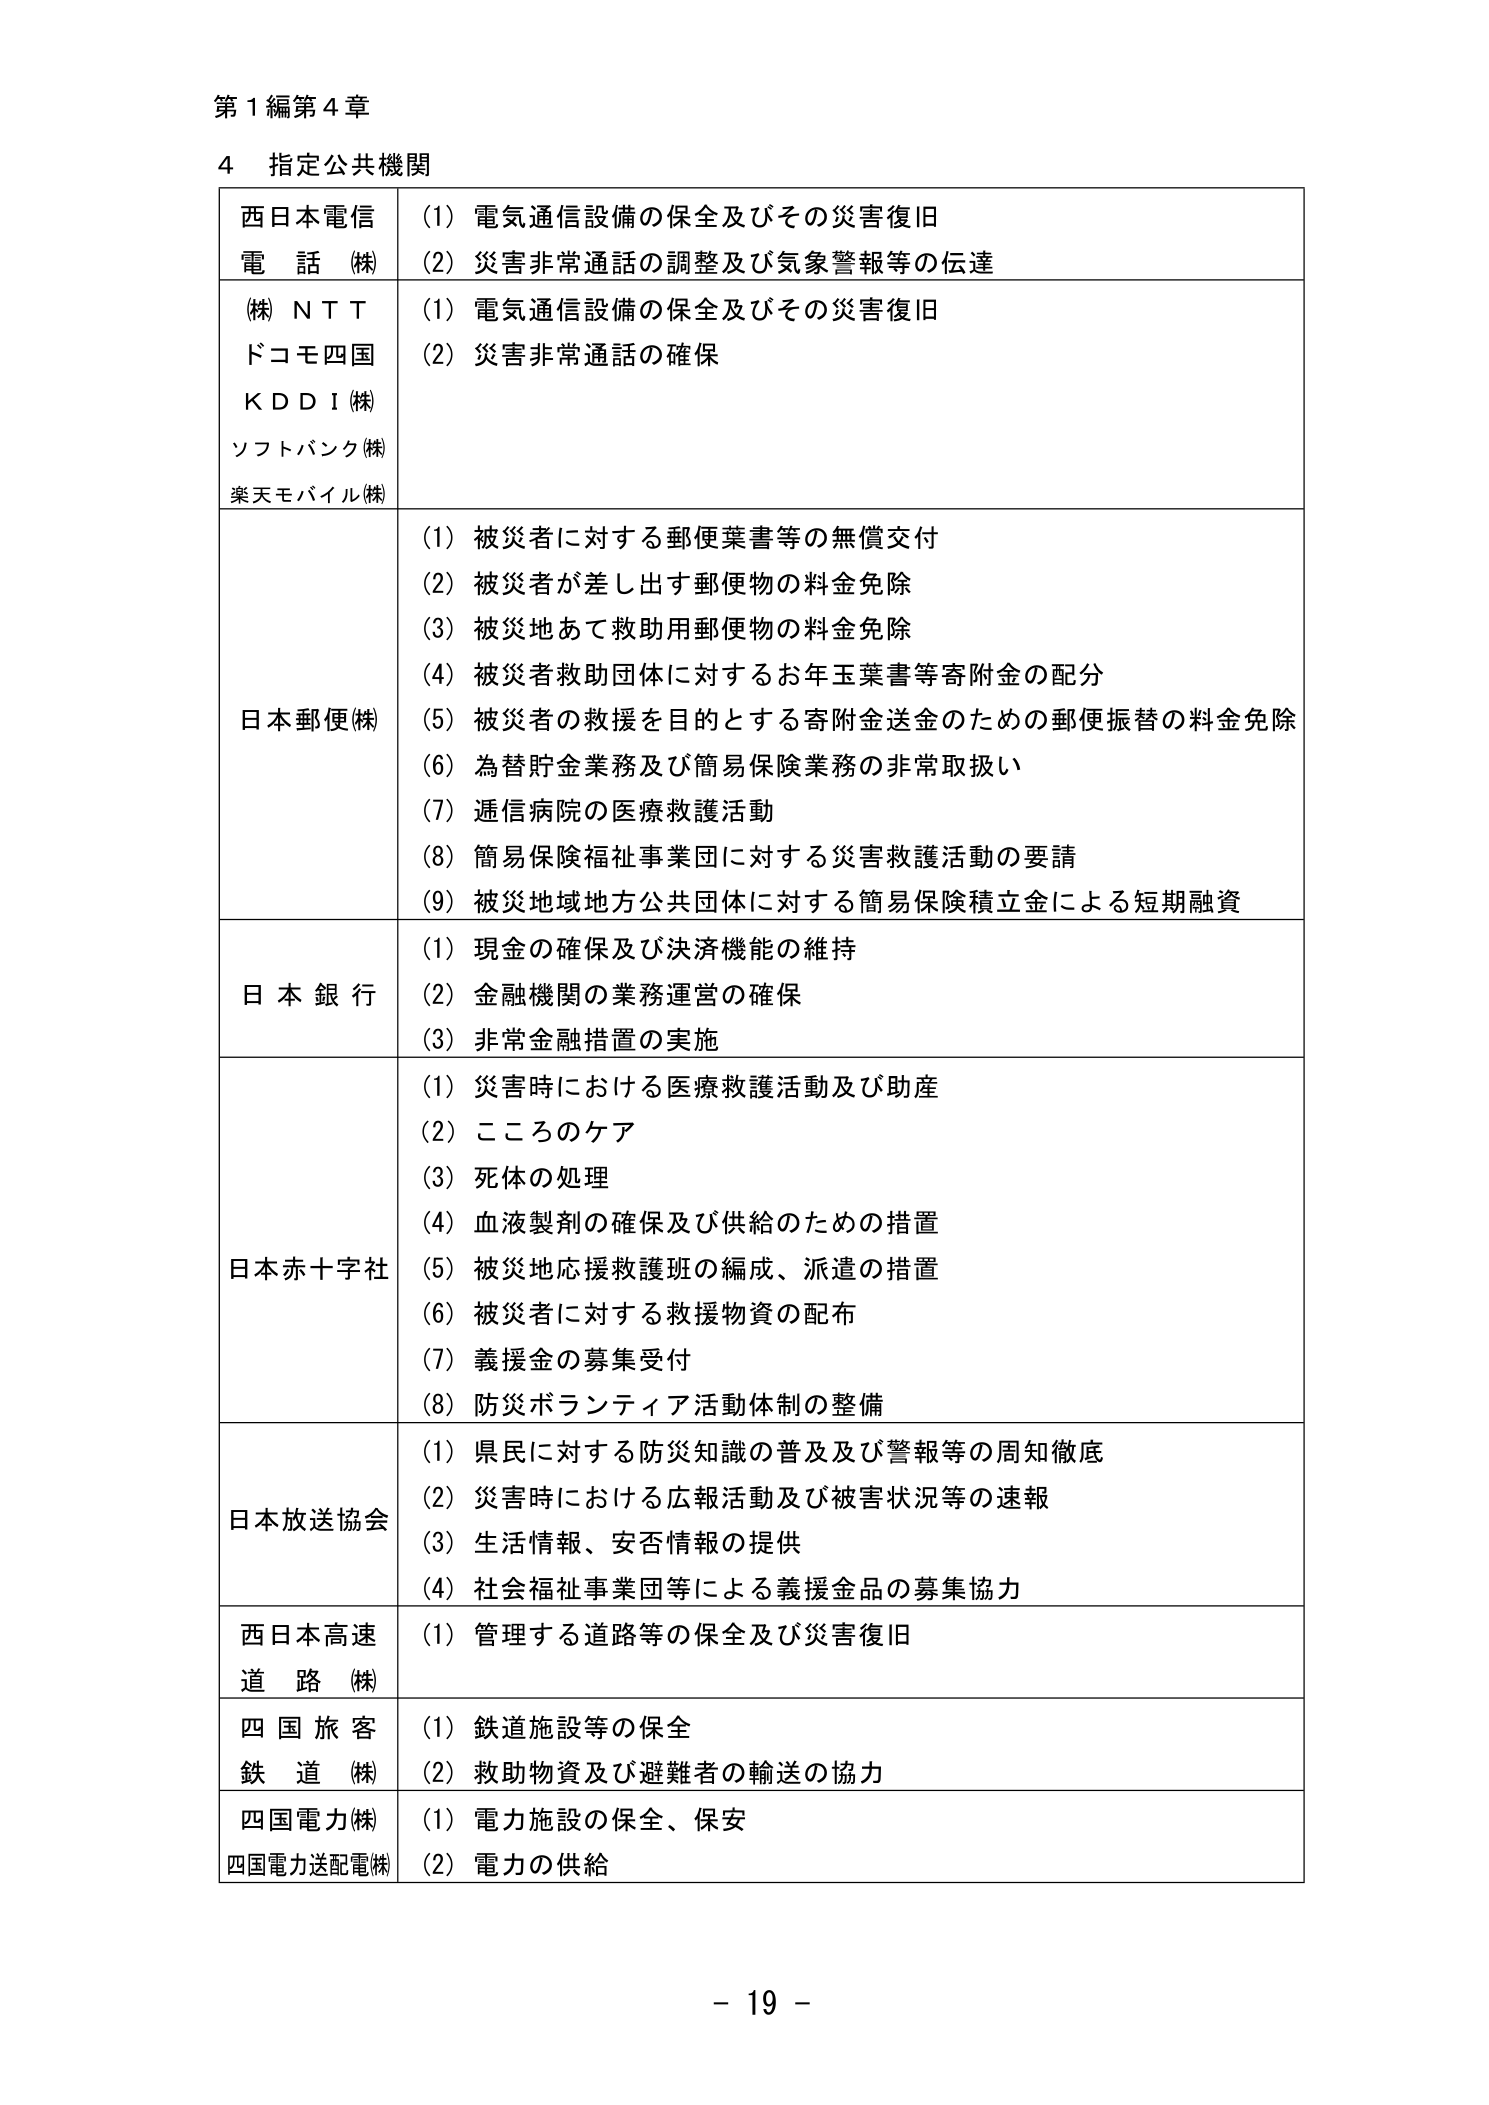 第１編第４章
４　指定公共機関
西日本電信
電　話　㈱
(1) 電気通信設備の保全及びその災害復旧
(2) 災害非常通話の調整及び気象警報等の伝達
㈱ ＮＴＴ
ドコモ四国
ＫＤＤＩ㈱
ソフトバンク㈱
楽天モバイル㈱
(1) 電気通信設備の保全及びその災害復旧
(2) 災害非常通話の確保
日本郵便㈱
(1) 被災者に対する郵便葉書等の無償交付
(2) 被災者が差し出す郵便物の料金免除
(3) 被災地あて救助用郵便物の料金免除
(4) 被災者救助団体に対するお年玉葉書等寄附金の配分
(5) 被災者の救援を目的とする寄附金送金のための郵便振替の料金免除
(6) 為替貯金業務及び簡易保険業務の非常取扱い
(7) 逓信病院の医療救護活動
(8) 簡易保険福祉事業団に対する災害救護活動の要請
(9) 被災地域地方公共団体に対する簡易保険積立金による短期融資
日 本 銀 行
(1) 現金の確保及び決済機能の維持
(2) 金融機関の業務運営の確保
(3) 非常金融措置の実施
日本赤十字社
(1) 災害時における医療救護活動及び助産
(2) こころのケア
(3) 死体の処理
(4) 血液製剤の確保及び供給のための措置
(5) 被災地応援救護班の編成、派遣の措置
(6) 被災者に対する救援物資の配布
(7) 義援金の募集受付
(8) 防災ボランティア活動体制の整備
日本放送協会
(1) 県民に対する防災知識の普及及び警報等の周知徹底
(2) 災害時における広報活動及び被害状況等の速報
(3) 生活情報、安否情報の提供
(4) 社会福祉事業団等による義援金品の募集協力
西日本高速
道　路　㈱
(1) 管理する道路等の保全及び災害復旧
四 国 旅 客
鉄　道　㈱
(1) 鉄道施設等の保全
(2) 救助物資及び避難者の輸送の協力
四国電力㈱
四国電力送配電㈱
(1) 電力施設の保全、保安
(2) 電力の供給
－ 19 －